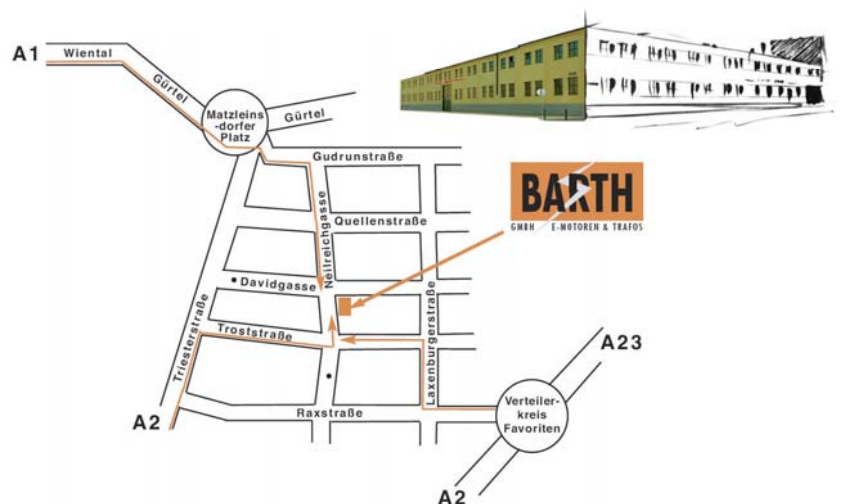 A1
Wiental
Gürtel
Matzleins
-dorfer
Platz
Gürtel
Gudrunstraße
Neilreichgasse
Quellenstraße
BARTH
GMBH E-MOTOREN & TRAFOS
Davidgasse
Triesterstraße
Troststraße
Laxenburgerstraße
A23
A2
Raxstraße
Verteiler-
kreis
Favoriten
A2